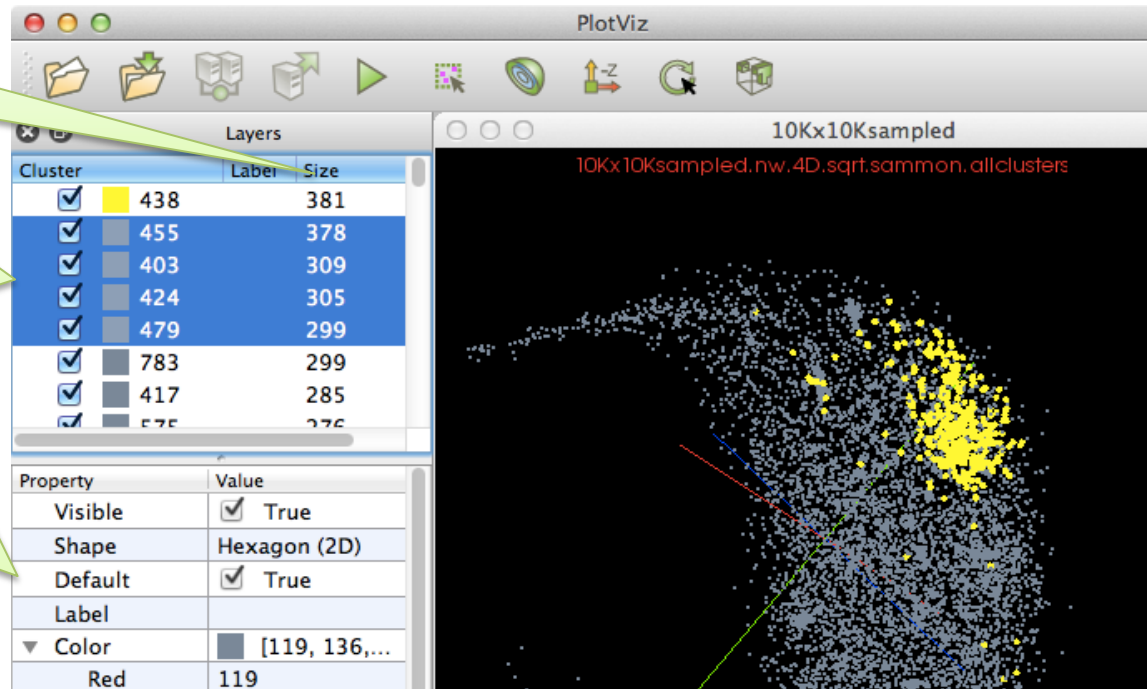 PlotViz
Layers
Cluster Label Size
438 381
455 378
403 309
424 305
479 299
783 299
417 285
575 276
Property Value
Visible True
Shape Hexagon (2D)
Default True
Label
Color [119, 136,...
Red 119
-Z
10Kx10Ksampled
10Kx10Ksampled.nw.4D.sqrt.sammon.allclusters